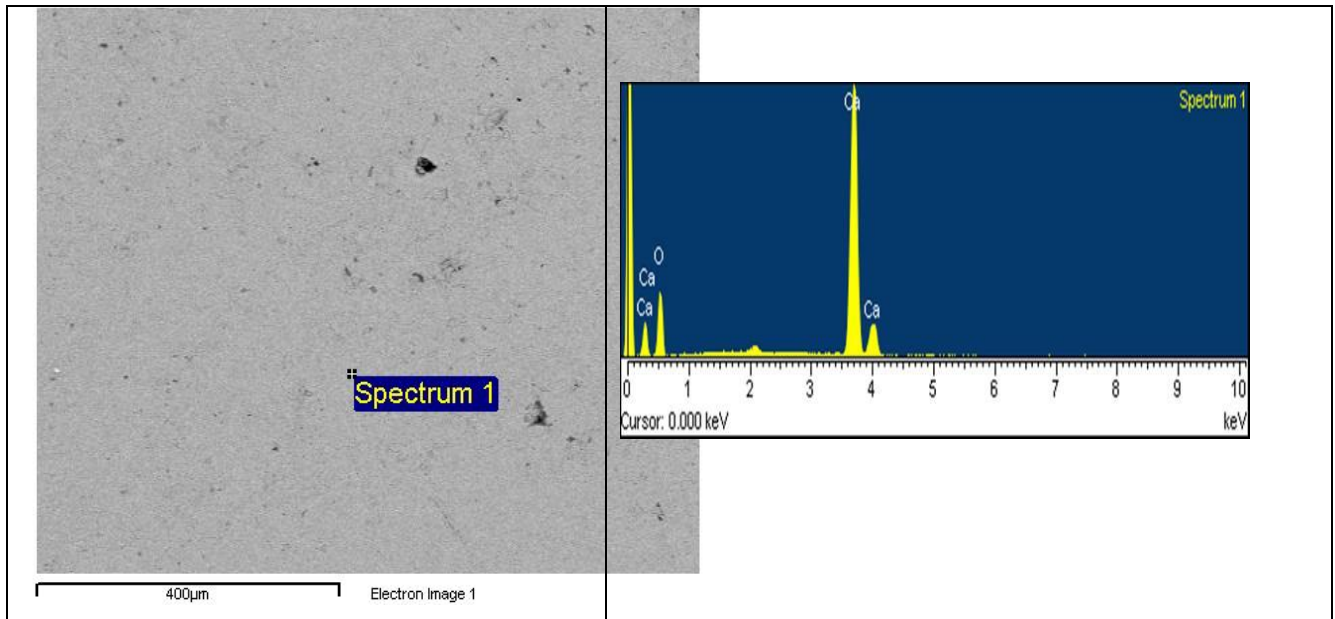 Spectrum 1
400µm
Electron Image 1
Spectrum 1
Ca
O
Ca
Ca
Ca
0 1 2 3 4 5 6 7 8 9 10
Cursor: 0.000 keV
keV